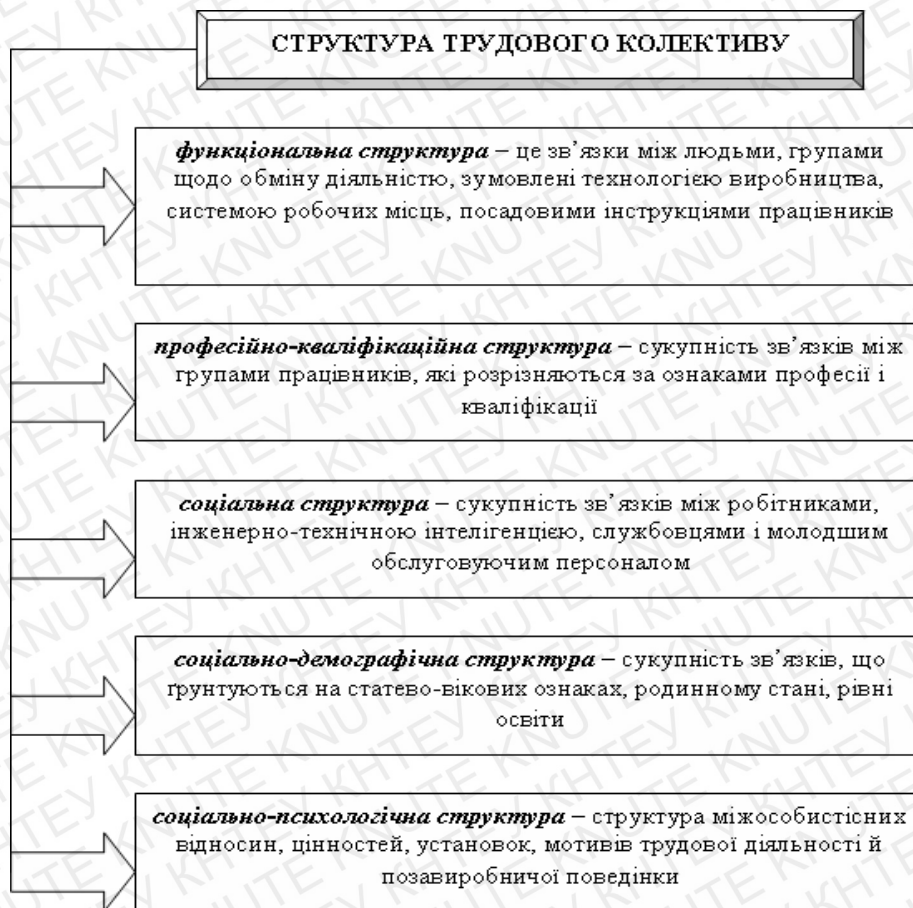 СТРУКТУРА ТРУДОВОГО КОЛЕКТИВУ
функціональна структура – це зв’язки між людьми, групами
щодо обміну діяльністю, зумовлені технологією виробництва,
системою робочих місць, посадовими інструкціями працівників
професійно-кваліфікаційна структура – сукупність зв’язків між
групами працівників, які розрізняються за ознаками професії і
кваліфікації
соціальна структура – сукупність зв’язків між робітниками,
інженерно-технічною інтелігенцією, службовцями і молодшим
обслуговуючим персоналом
соціально-демографічна структура – сукупність зв’язків, що
ґрунтуються на статево-вікових ознаках, родинному стані, рівні
освіти
соціально-психологічна структура – структура міжособистісних
відносин, цінностей, установок, мотивів трудової діяльності й
позавиробничої поведінки